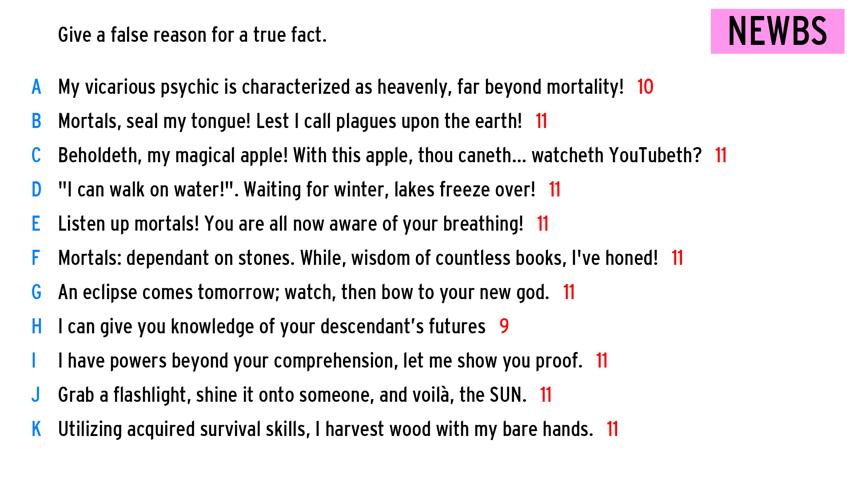 Give a false reason for a true fact.
NEWBS
A My vicarious psychic is characterized as heavenly, far beyond mortality! 10
B Mortals, seal my tongue! Lest I call plagues upon the earth! 11
C Beholdeth, my magical apple! With this apple, thou caneth... watcheth YouTubeth? 11
D "I can walk on water!". Waiting for winter, lakes freeze over! 11
E Listen up mortals! You are all now aware of your breathing! 11
F Mortals: dependant on stones. While, wisdom of countless books, I've honed! 11
G An eclipse comes tomorrow; watch, then bow to your new god. 11
H I can give you knowledge of your descendant’s futures 9
I I have powers beyond your comprehension, let me show you proof. 11
J Grab a flashlight, shine it onto someone, and voilà, the SUN. 11
K Utilizing acquired survival skills, I harvest wood with my bare hands. 11